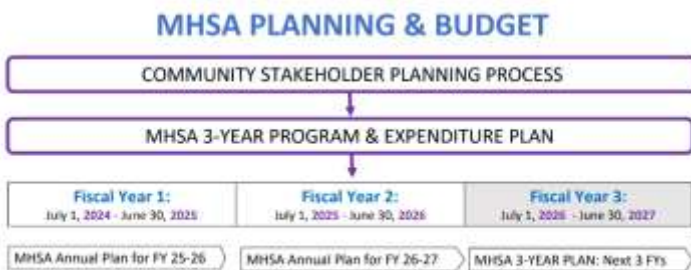 MHSA PLANNING & BUDGET
COMMUNITY STAKEHOLDER PLANNING PROCESS
MHSA 3-YEAR PROGRAM & EXPENDITURE PLAN
Fiscal Year 1:
July 1, 2024 - June 30, 2025
Fiscal Year 2:
July 1, 2025 - June 30, 2026
Fiscal Year 3:
July 1, 2026 - June 30, 2027
MHSA Annual Plan for FY 25-26
MHSA Annual Plan for FY 26-27
MHSA 3-YEAR PLAN: Next 3 FYs